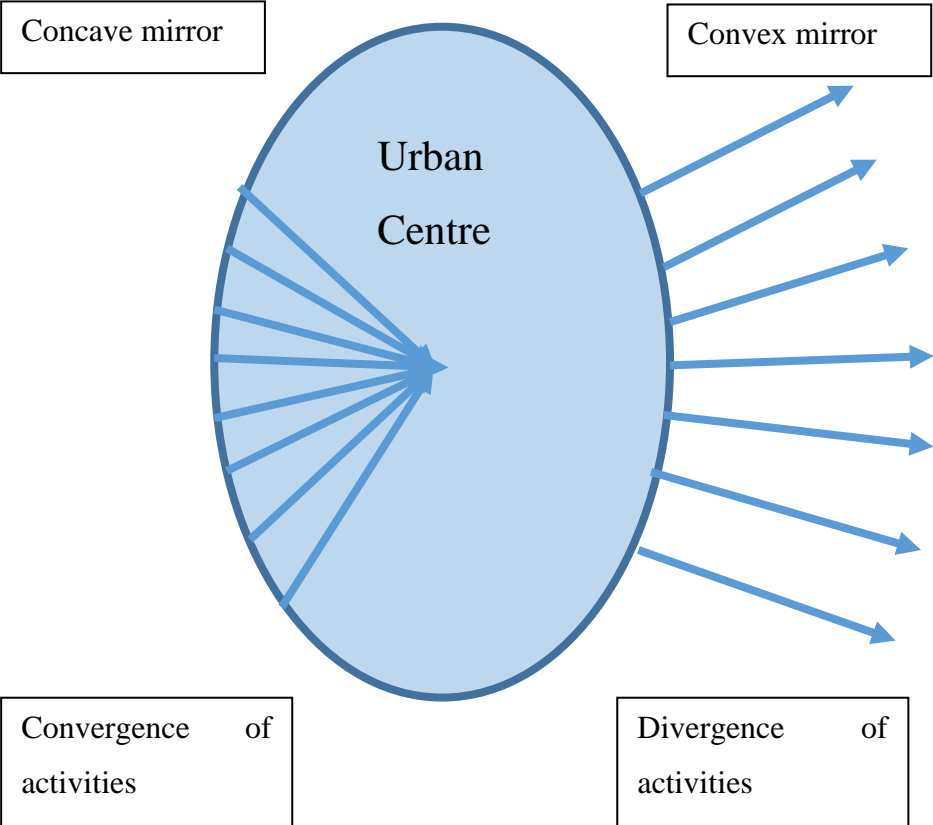 Concave mirror
Convex mirror
Urban
Centre
Convergence of
activities
Divergence of
activities